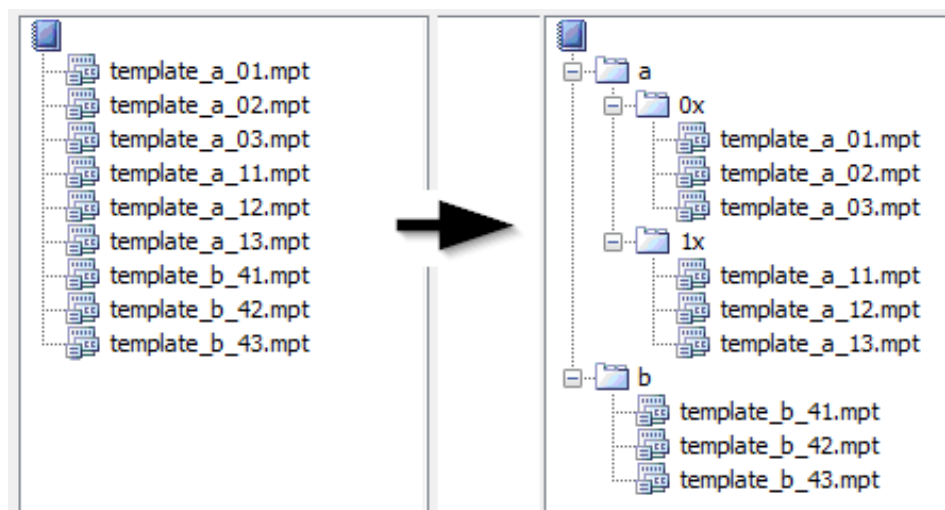 template_a_01.mpt
template_a_02.mpt
template_a_03.mpt
template_a_11.mpt
template_a_12.mpt
template_a_13.mpt
template_b_41.mpt
template_b_42.mpt
template_b_43.mpt
a
0x
template_a_01.mpt
template_a_02.mpt
template_a_03.mpt
1x
template_a_11.mpt
template_a_12.mpt
template_a_13.mpt
b
template_b_41.mpt
template_b_42.mpt
template_b_43.mpt